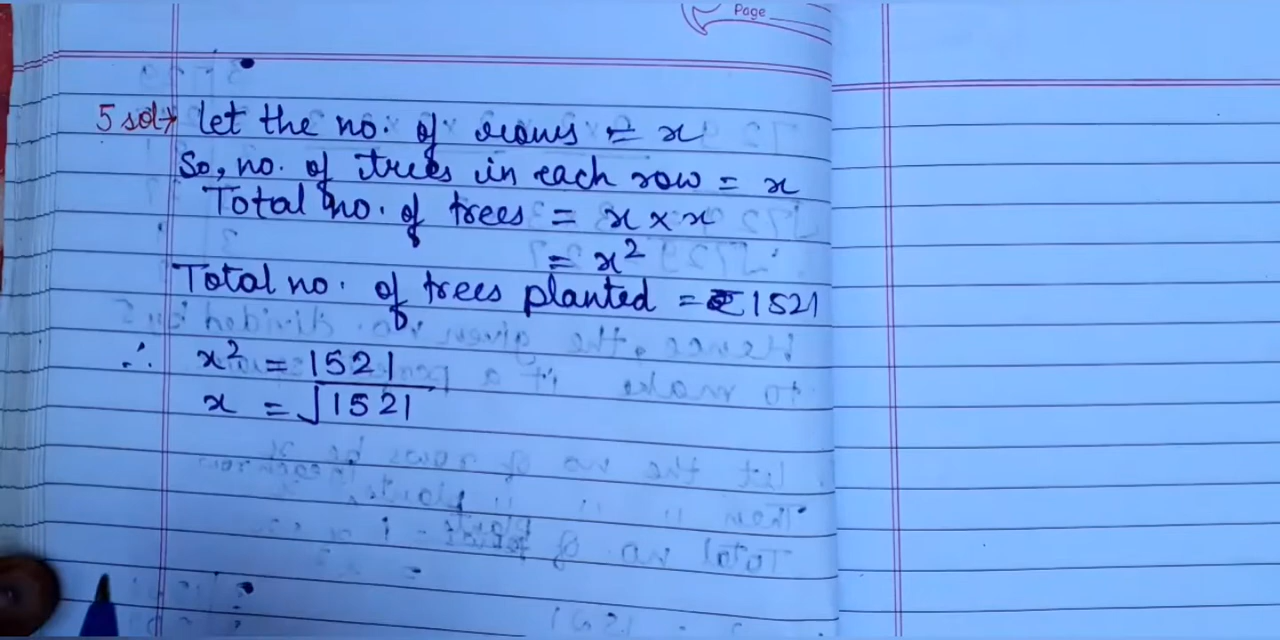 Page
5 sol→ Let the no. of rows = x
So, no. of trees in each row = x
Total no. of trees = x × x
= x²
Total no. of trees planted = 1521
∴ x² = 1521
x = √1521